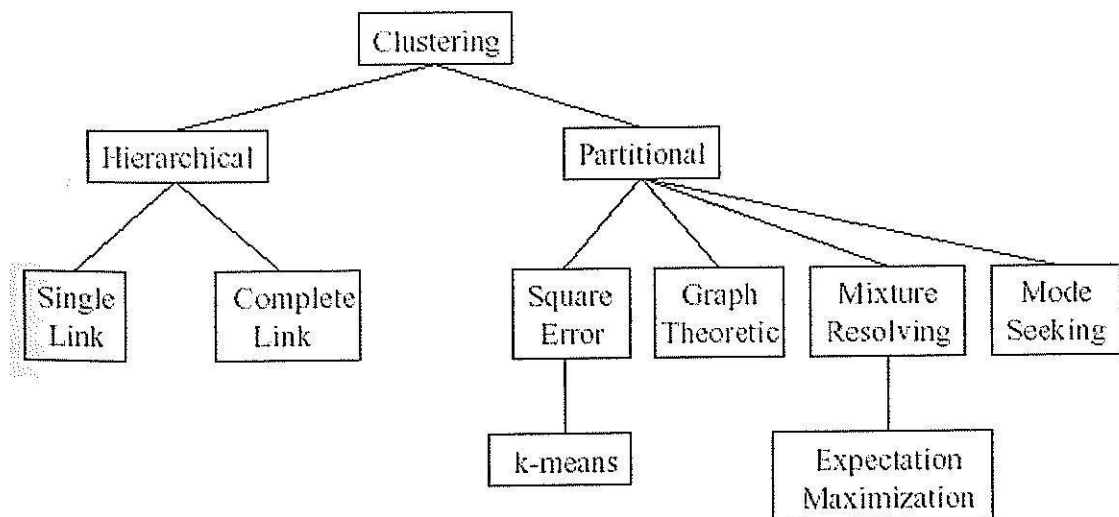 Clustering
Hierarchical
Partitional
Single
Link
Complete
Link
Square
Error
Graph
Theoretic
Mixture
Resolving
Mode
Seeking
k-means
Expectation
Maximization